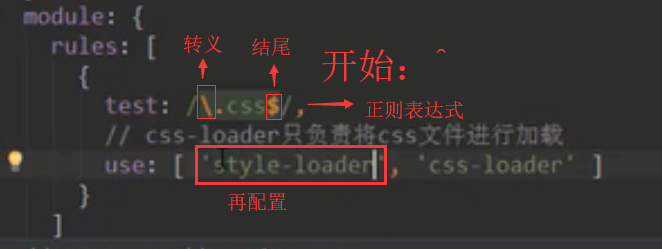 module: {
转义 结尾 开始： ^
rules: [
{
test: /\.css$/, 正则表达式
// css-loader只负责将css文件进行加载
use: [ 'style-loader', 'css-loader' ]
再配置
}
]